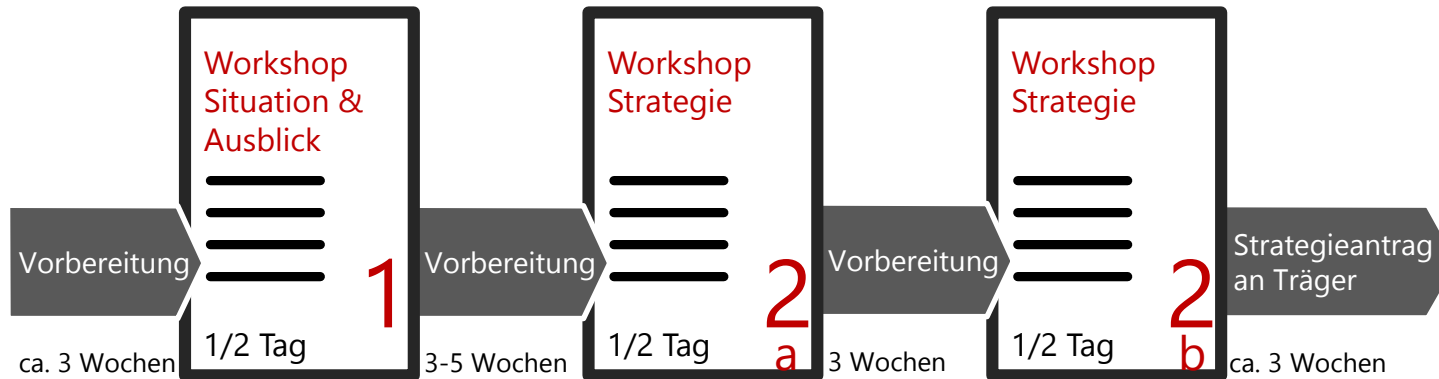 Workshop
Situation &
Ausblick
Vorbereitung
1
1/2 Tag
ca. 3 Wochen
Workshop
Strategie
Vorbereitung
2
a
1/2 Tag
3-5 Wochen
Workshop
Strategie
Vorbereitung
2
b
1/2 Tag
3 Wochen
Strategieantrag
an Träger
ca. 3 Wochen